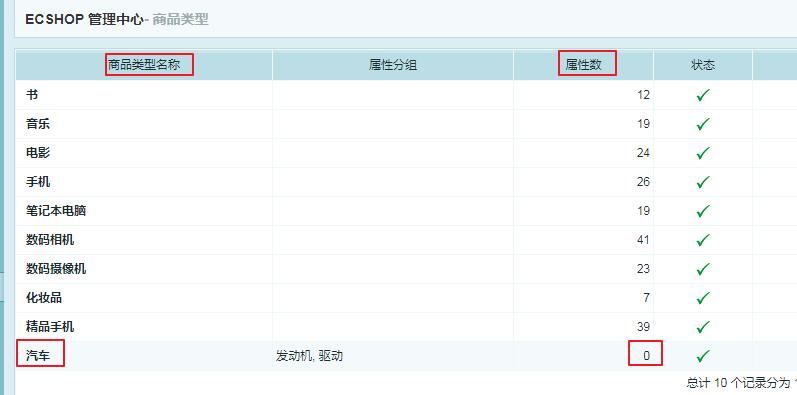 ECSHOP 管理中心- 商品类型
商品类型名称 属性分组 属性数 状态
书 12
音乐 19
电影 24
手机 26
笔记本电脑 19
数码相机 41
数码摄像机 23
化妆品 7
精品手机 39
汽车 发动机, 驱动 0
总计 10 个记录分为 1